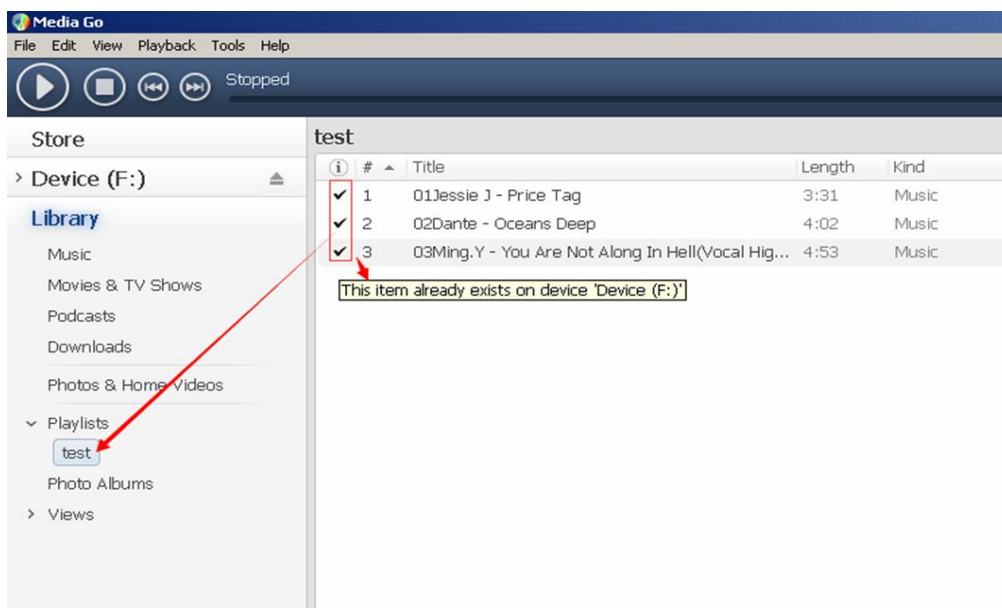 Media Go
File Edit View Playback Tools Help
Stopped
Store
Device (F:)
Library
Music
Movies & TV Shows
Podcasts
Downloads
Photos & Home Videos
Playlists
test
Photo Albums
Views
test
# Title Length Kind
1 01Jessie J - Price Tag 3:31 Music
2 02Dante - Oceans Deep 4:02 Music
3 03Ming.Y - You Are Not Along In Hell(Vocal Hig... 4:53 Music
This item already exists on device 'Device (F:)'